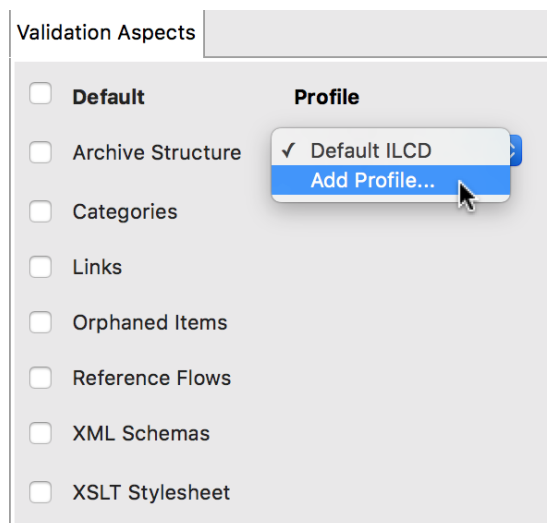 Validation Aspects
Default Profile
Archive Structure ✓ Default ILCD
Add Profile...
Categories
Links
Orphaned Items
Reference Flows
XML Schemas
XSLT Stylesheet